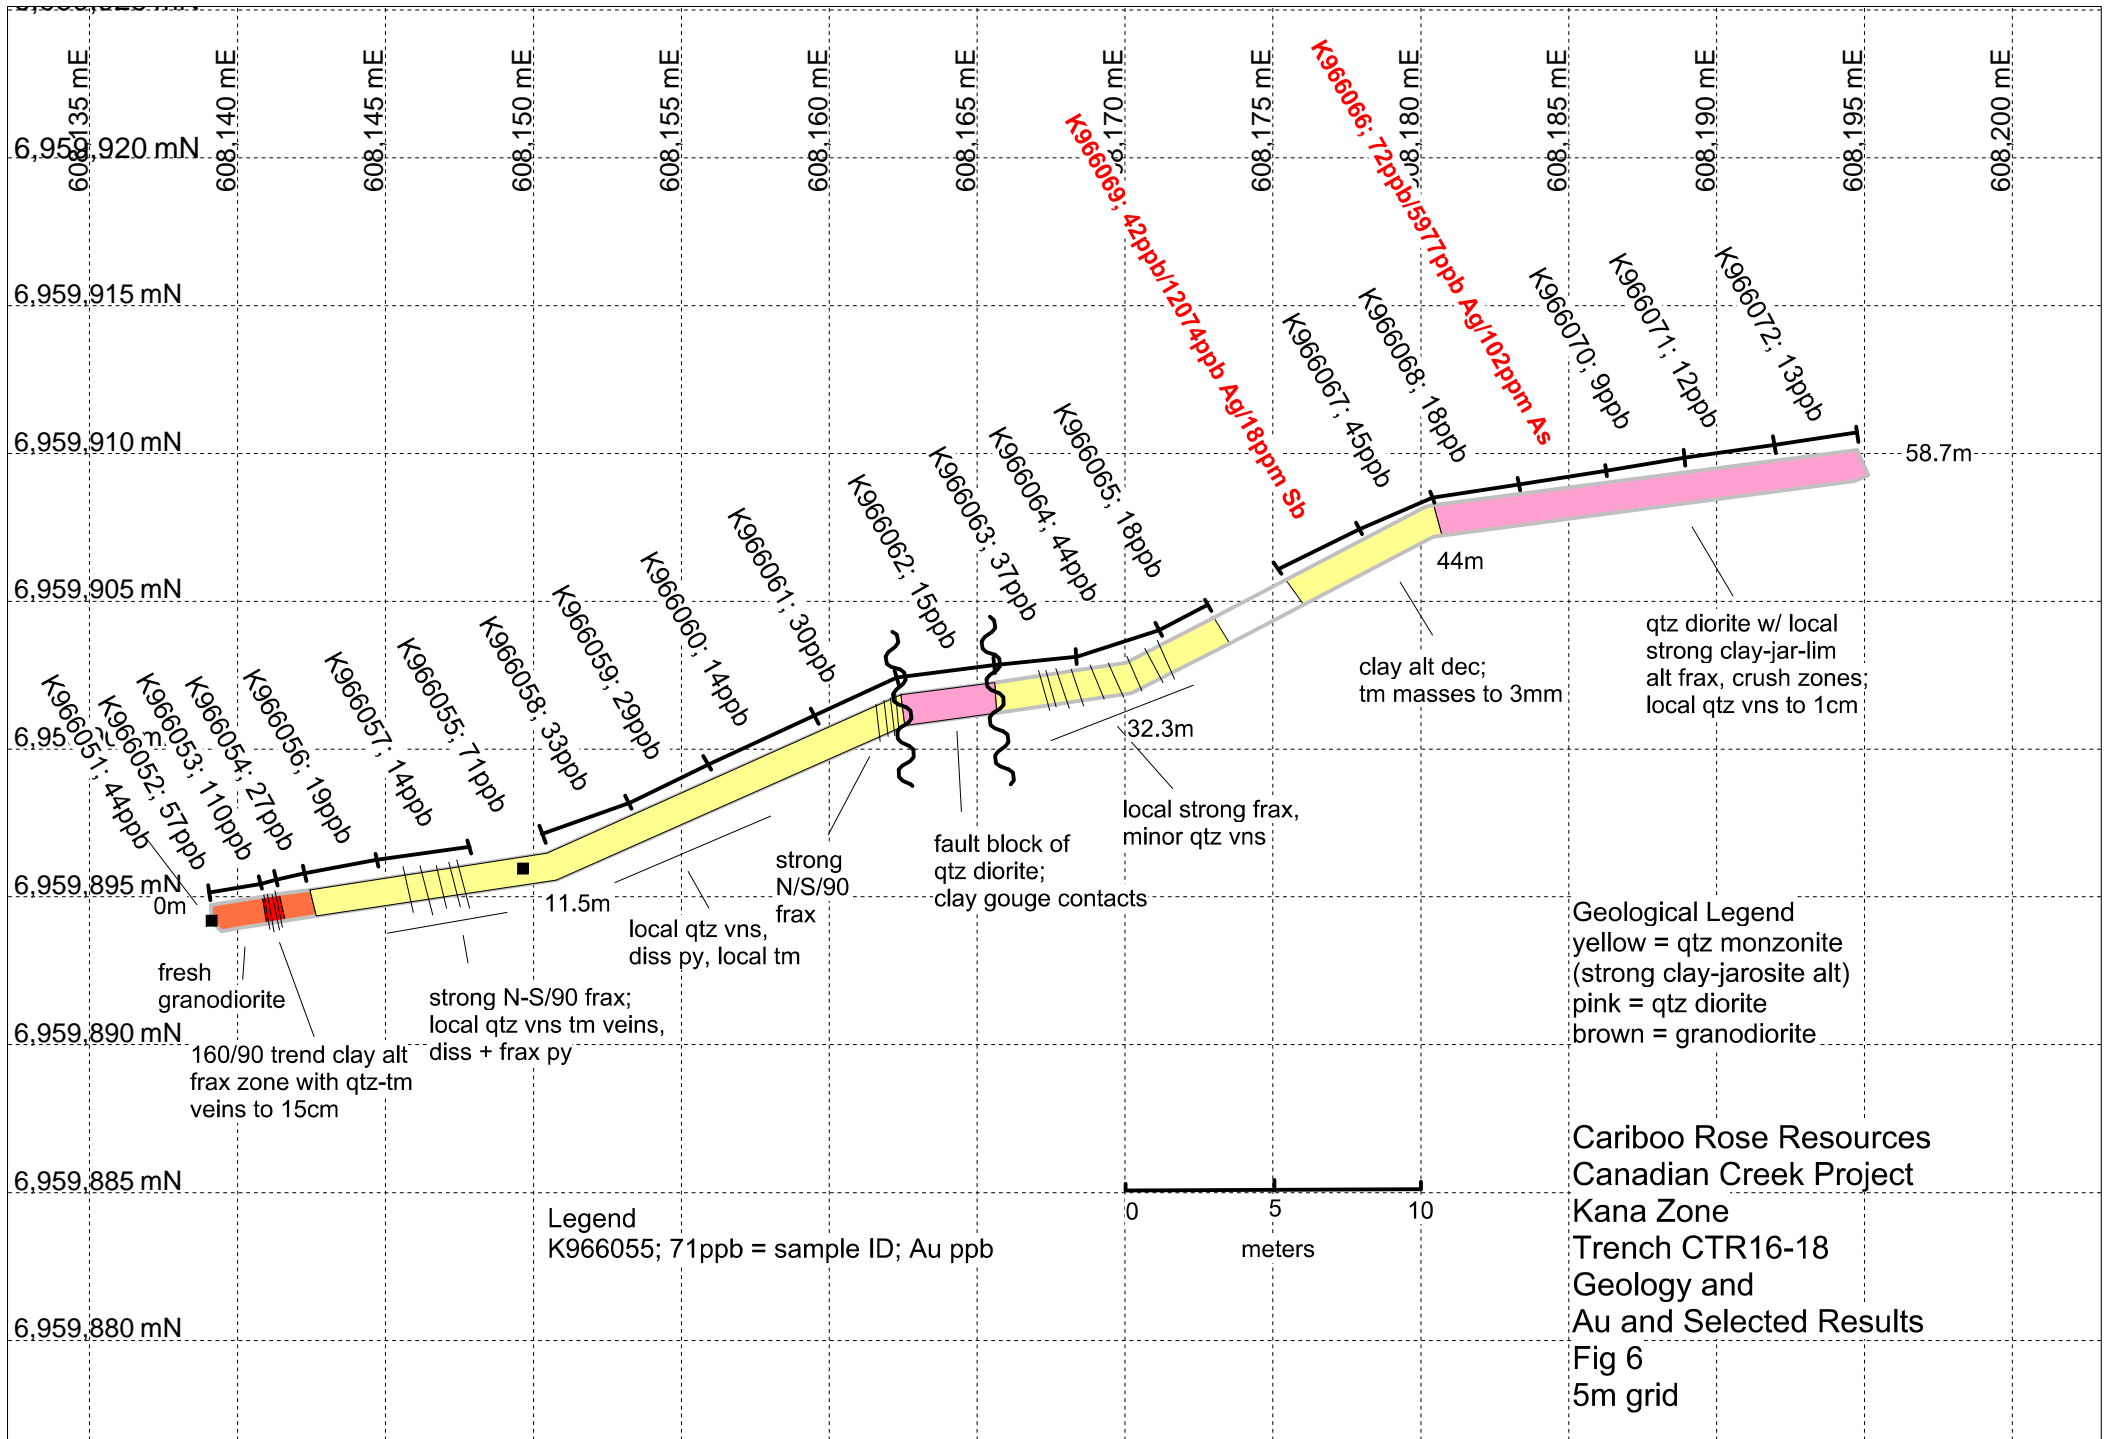 608,135 mE
608,140 mE
608,145 mE
608,150 mE
608,155 mE
608,160 mE
608,165 mE
608,170 mE
608,175 mE
608,180 mE
608,185 mE
608,190 mE
608,195 mE
608,200 mE
6,959,920 mN
6,959,915 mN
6,959,910 mN
6,959,905 mN
6,959,895 mN
6,959,890 mN
6,959,885 mN
6,959,880 mN
K966051; 44ppb
K966052; 57ppb
K966053; 110ppb
K966054; 27ppb
K966056; 19ppb
K966057; 14ppb
K966055; 71ppb
K966058; 33ppb
K966059; 29ppb
K966060; 14ppb
K966061; 30ppb
K966062; 15ppb
K966063; 37ppb
K966064; 44ppb
K966065; 18ppb
K966069; 42ppb/12074ppb Ag/18ppm Sb
K966067; 45ppb
K966068; 18ppb
K966066; 72ppb/5977ppb Ag/102ppm As
K966070; 9ppb
K966071; 12ppb
K966072; 13ppb
0m
11.5m
32.3m
44m
58.7m
fresh
granodiorite
160/90 trend clay alt
frax zone with qtz-tm
veins to 15cm
strong N-S/90 frax;
local qtz vns tm veins,
diss + frax py
local qtz vns,
diss py, local tm
strong
N/S/90
frax
fault block of
qtz diorite;
clay gouge contacts
local strong frax,
minor qtz vns
clay alt dec;
tm masses to 3mm
qtz diorite w/ local
strong clay-jar-lim
alt frax, crush zones;
local qtz vns to 1cm
Geological Legend
yellow = qtz monzonite
(strong clay-jarosite alt)
pink = qtz diorite
brown = granodiorite
Legend
K966055; 71ppb = sample ID; Au ppb
0 5 10
meters
Cariboo Rose Resources
Canadian Creek Project
Kana Zone
Trench CTR16-18
Geology and
Au and Selected Results
Fig 6
5m grid